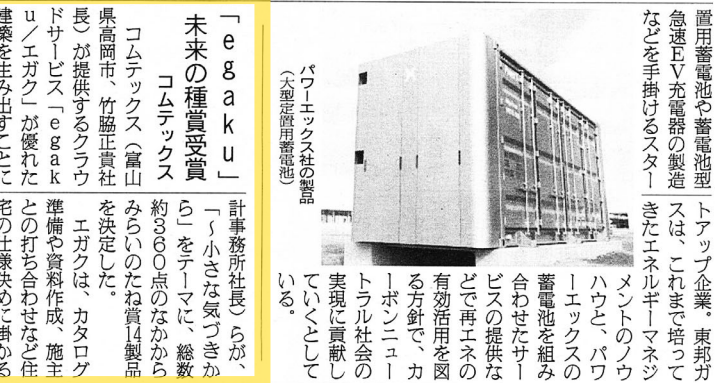 置用蓄電池や蓄電池型
急速EV充電器の製造
などを手掛けるスター
トアップ企業。東邦ガ
スは、これまで培って
きたエネルギーマネジ
メントのノウ
ハウと、パワ
ーエックスの
蓄電池を組み
合わせたサー
ビスの提供な
どで再エネの
有効活用を図
る方針で、カ
ーボンニュー
トラル社会の
実現に貢献し
ていくとして
いる。
パワーエックス社の製品
(大型定置用蓄電池)
「egaku」
未来の種賞受賞
コムテックス
コムテックス(富山
県高岡市、竹脇正貴社
長)が提供するクラウ
ドサービス「egak
u/エガク」が優れた
建築を生み出すことに
計事務所社長)らが、
「～小さな気づきか
ら」をテーマに、総数
約360点のなかから
みらいのたね賞14製品
を決定した。
エガクは、カタログ
準備や資料作成、施主
との打ち合わせなど住
宅の仕様決めに掛かる